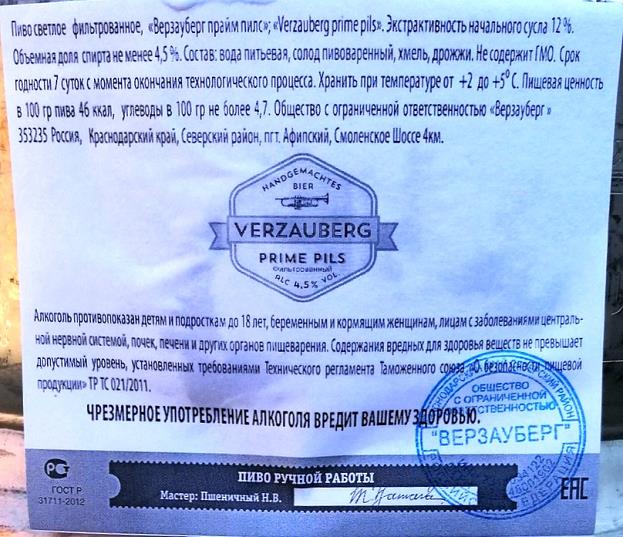 Пиво светлое фильтрованное, «Верзауберг прайм пилс»; «Verzauberg prime pils». Экстрактивность начального сусла 12 %.
Объемная доля спирта не менее 4,5 %. Состав: вода питьевая, солод пивоваренный, хмель, дрожжи. Не содержит ГМО. Срок
годности 7 суток с момента окончания технологического процесса. Хранить при температуре от +2 до +5⁰ С. Пищевая ценность
в 100 гр пива 46 ккал, углеводы в 100 гр не более 4,7. Общество с ограниченной ответственностью «Верзауберг»
353235 Россия, Краснодарский край, Северский район, пгт. Афипский, Смоленское Шоссе 4км.
HANDGEMACHTES
BIER
VERZAUBERG
PRIME PILS
фильтрованный
ALC 4.5% VOL.
Алкоголь противопоказан детям и подросткам до 18 лет, беременным и кормящим женщинам, лицам с заболеваниями централь-
ной нервной системой, почек, печени и других органов пищеварения. Содержания вредных для здоровья веществ не превышает
допустимый уровень, установленных требованиями Технического регламента Таможенного союза «О безопасности пищевой
продукции» ТР ТС 021/2011.
ЧРЕЗМЕРНОЕ УПОТРЕБЛЕНИЕ АЛКОГОЛЯ ВРЕДИТ ВАШЕМУ ЗДОРОВЬЮ.
ОБЩЕСТВО
С ОГРАНИЧЕННОЙ
ОТВЕТСТВЕННОСТЬЮ
"ВЕРЗАУБЕРГ"
РСТ
ГОСТ Р
31711-2012
ПИВО РУЧНОЙ РАБОТЫ
Мастер: Пшеничный Н.В.
EAC